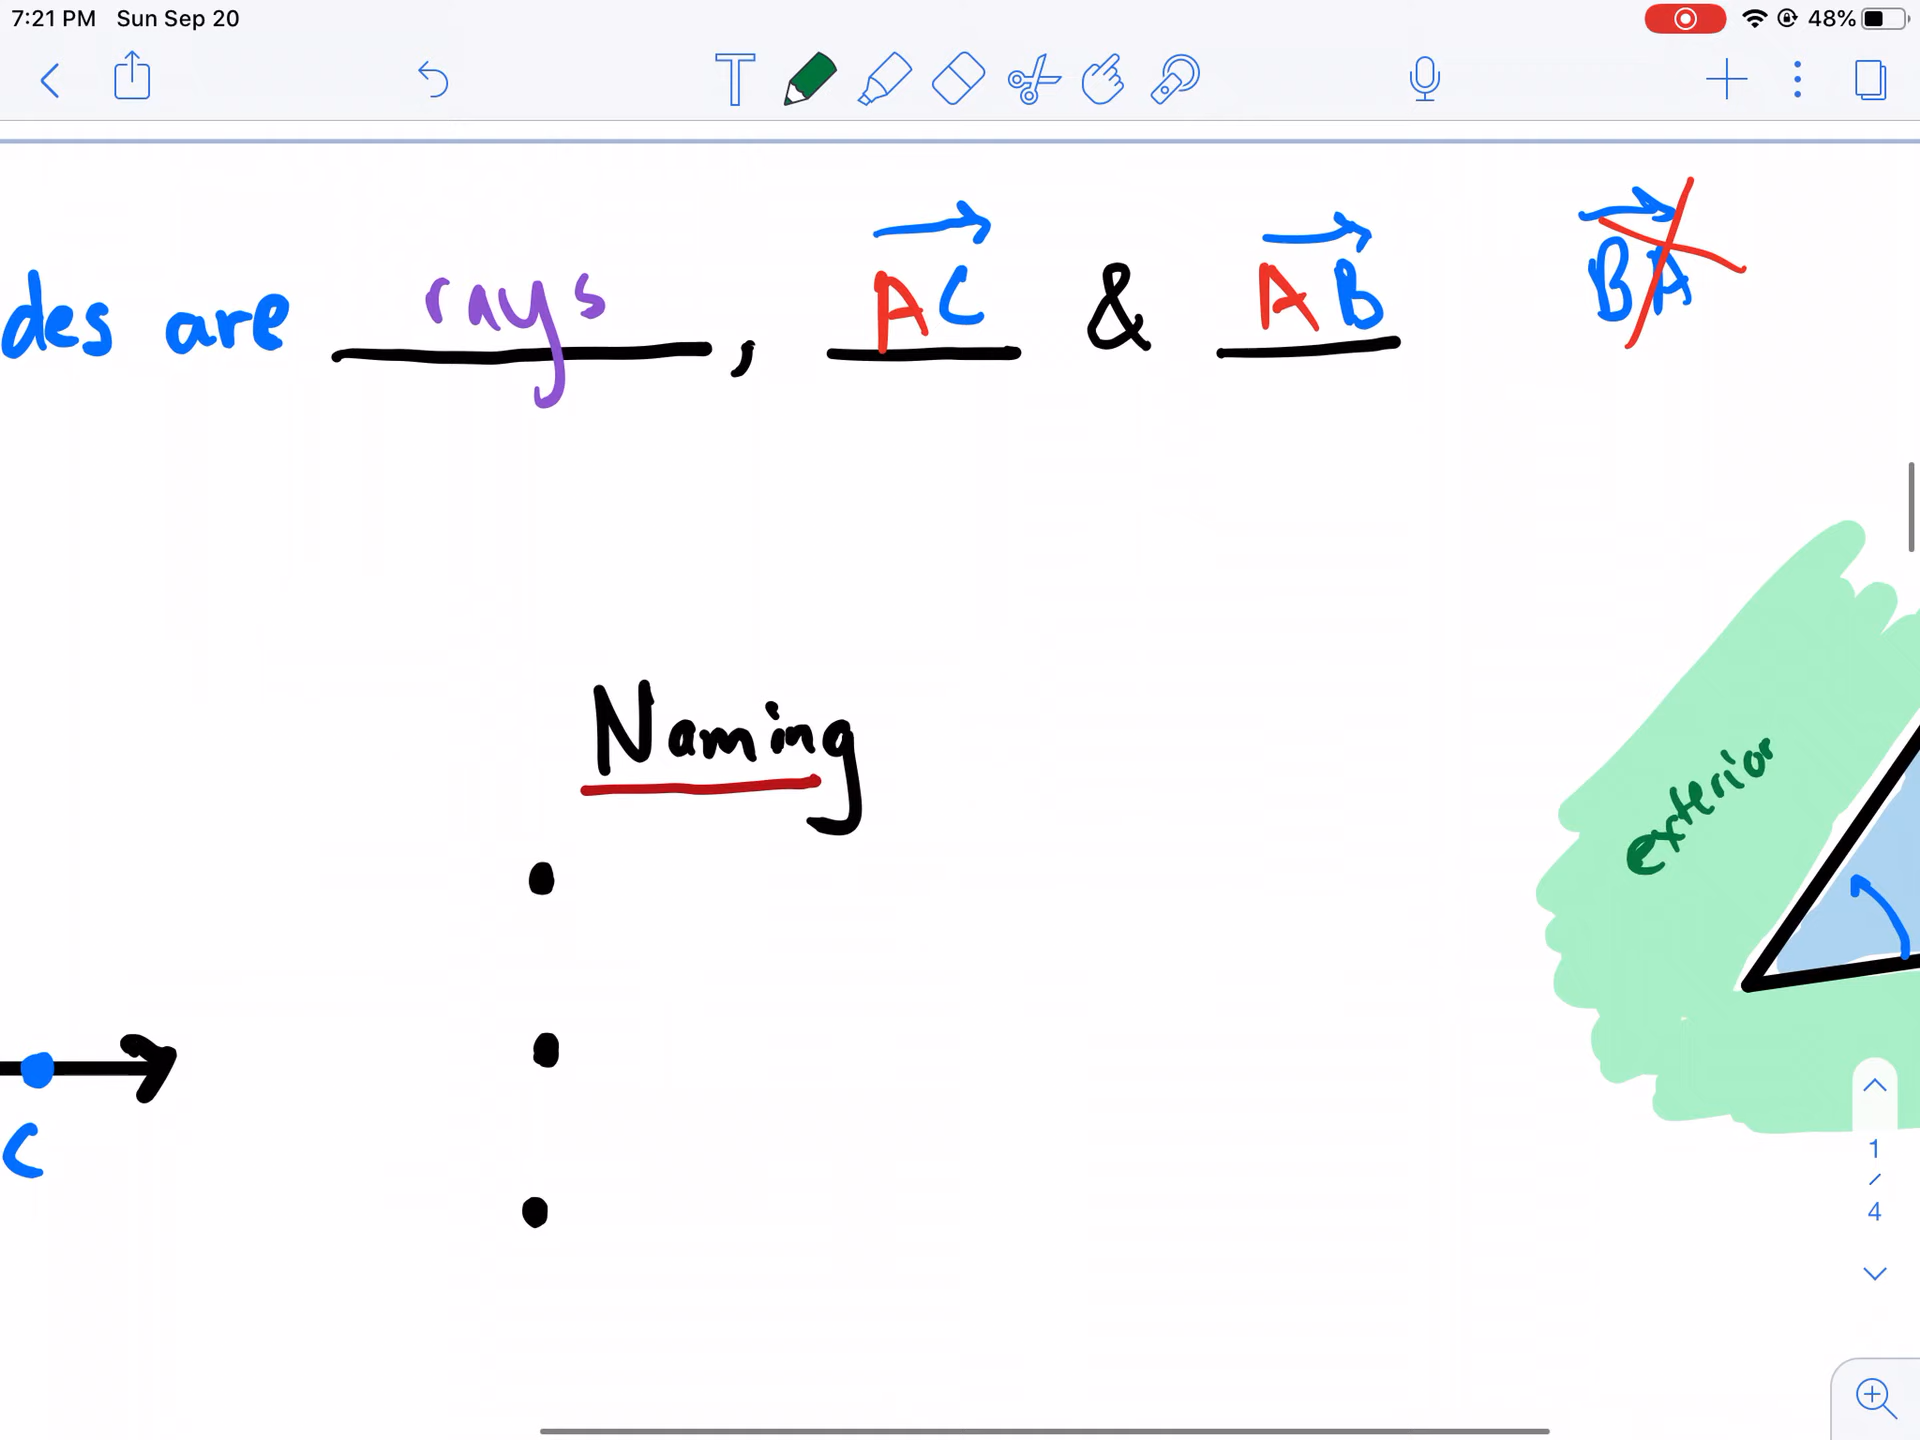 7:21 PM Sun Sep 20
48%
des are rays, AC & AB
BA
Naming
exterior
C
1
/
4